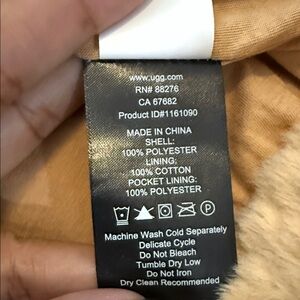 www.ugg.com
RN# 88276
CA 67682
Product ID#1161090
MADE IN CHINA
SHELL:
100% POLYESTER
LINING:
100% COTTON
POCKET LINING:
100% POLYESTER
Machine Wash Cold Separately
Delicate Cycle
Do Not Bleach
Tumble Dry Low
Do Not Iron
Dry Clean Recommended